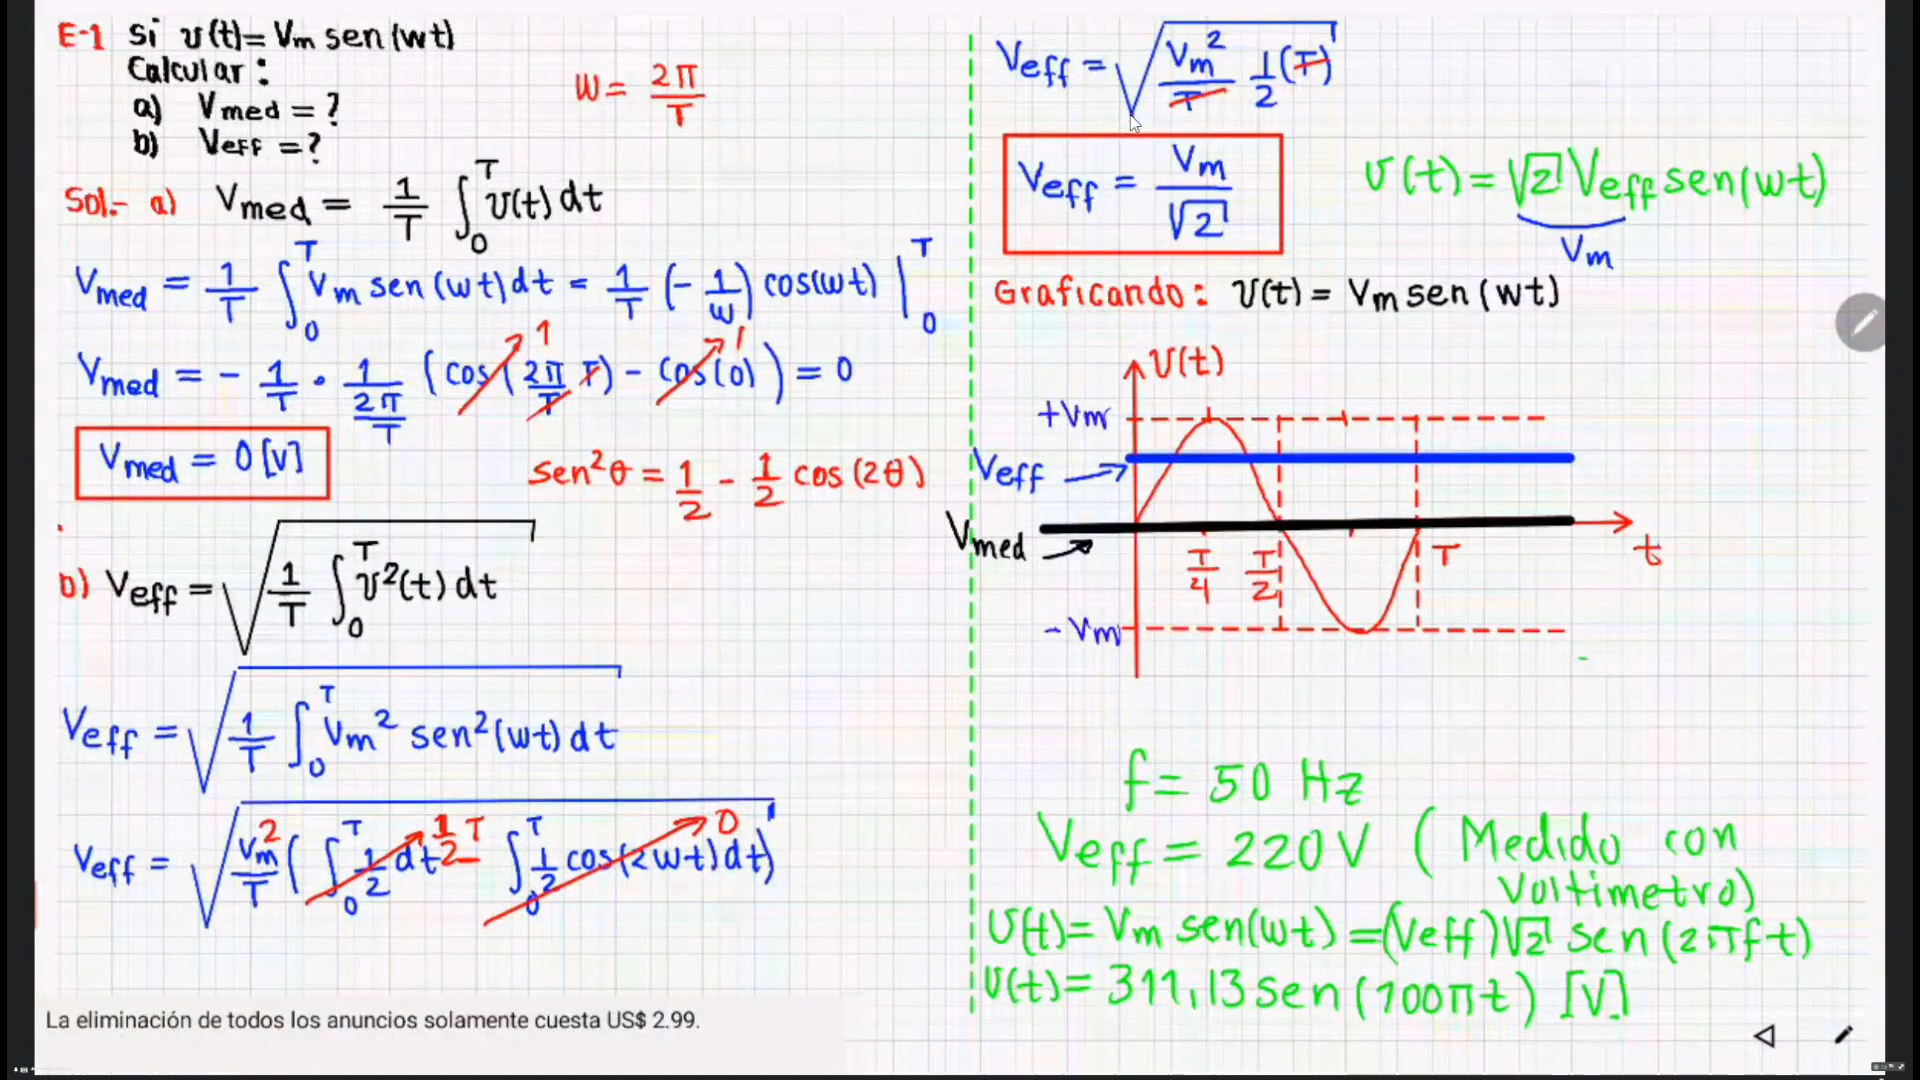 E-1 Si v(t)= Vm sen(wt)
Calcular:
a) Vmed = ?
b) Veff = ?
w = 2π/T
Sol.- a) Vmed = 1/T ∫₀ᵀ v(t) dt
Vmed = 1/T ∫₀ᵀ Vm sen(wt)dt = 1/T (-1/w) cos(wt) |₀ᵀ
Vmed = - 1/T • 1/(2π/T) (cos(2π/T T) - cos(0)) = 0
1 1
Vmed = 0 [V]
sen²θ = 1/2 - 1/2 cos(2θ)
b) Veff = √(1/T ∫₀ᵀ v²(t) dt)
Veff = √(1/T ∫₀ᵀ Vm² sen²(wt) dt)
Veff = √(Vm²/T (∫₀ᵀ 1/2 dt - ∫₀ᵀ 1/2 cos(2wt) dt))
1/2 T 0
La eliminación de todos los anuncios solamente cuesta US$ 2.99.
Veff = √(Vm²/T 1/2 (T))
Veff = Vm/√2
v(t) = √2 Veff sen(wt)
Vm
Graficando: v(t) = Vm sen(wt)
v(t)
+Vm
Veff
Vmed
T/4 T/2 T t
-Vm
f = 50 Hz
Veff = 220 V (Medido con
Voltimetro)
v(t)= Vm sen(wt) =(Veff)√2 sen(2πft)
v(t)= 311,13 sen(100πt) [V]